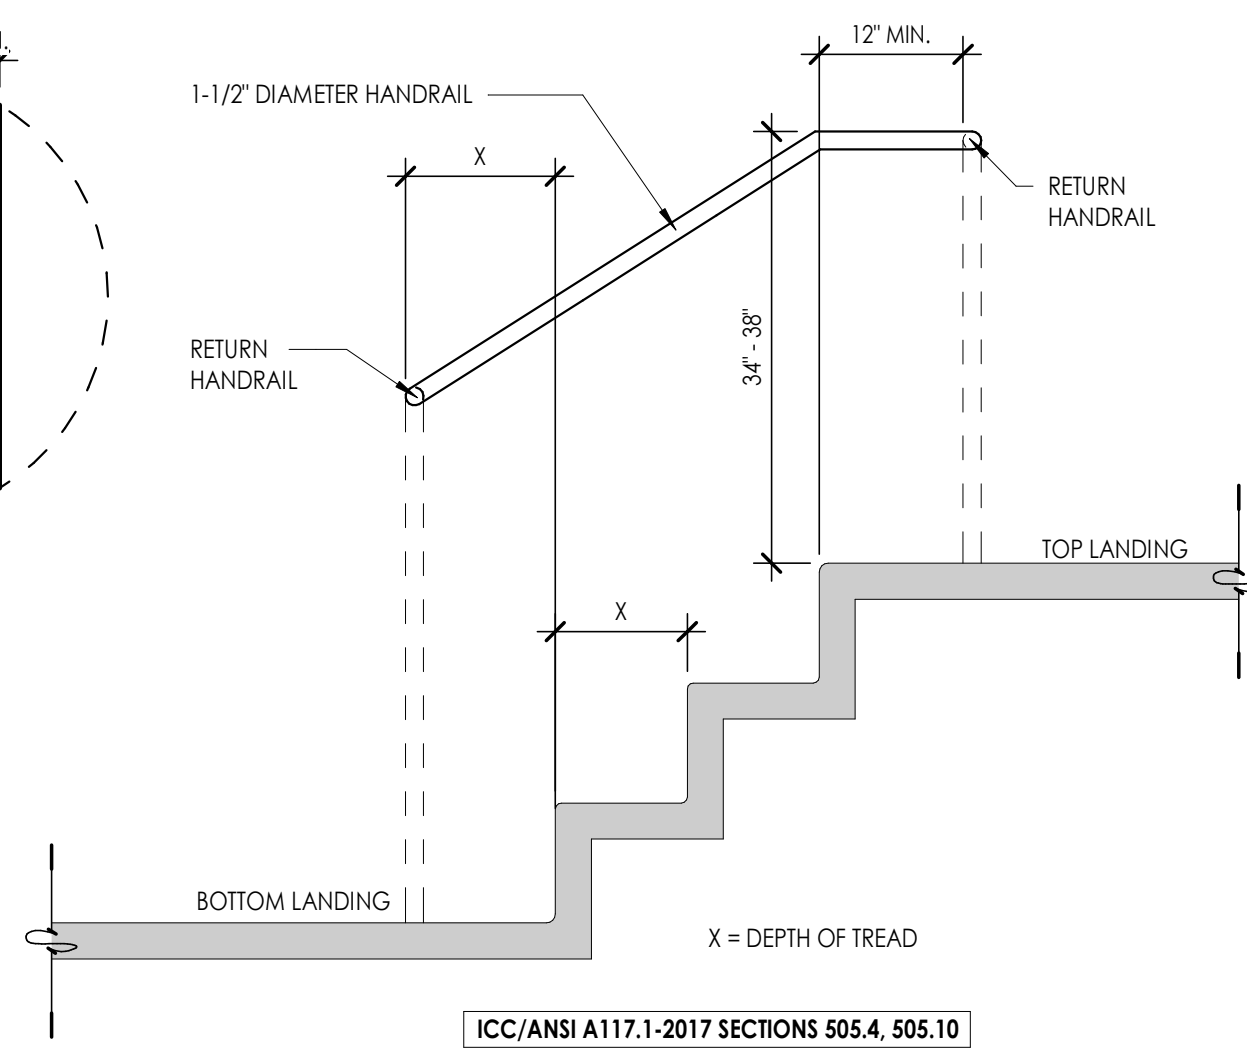 12" MIN.
1-1/2" DIAMETER HANDRAIL
X
RETURN
HANDRAIL
34" - 38"
RETURN
HANDRAIL
TOP LANDING
X
BOTTOM LANDING
X = DEPTH OF TREAD
ICC/ANSI A117.1-2017 SECTIONS 505.4, 505.10